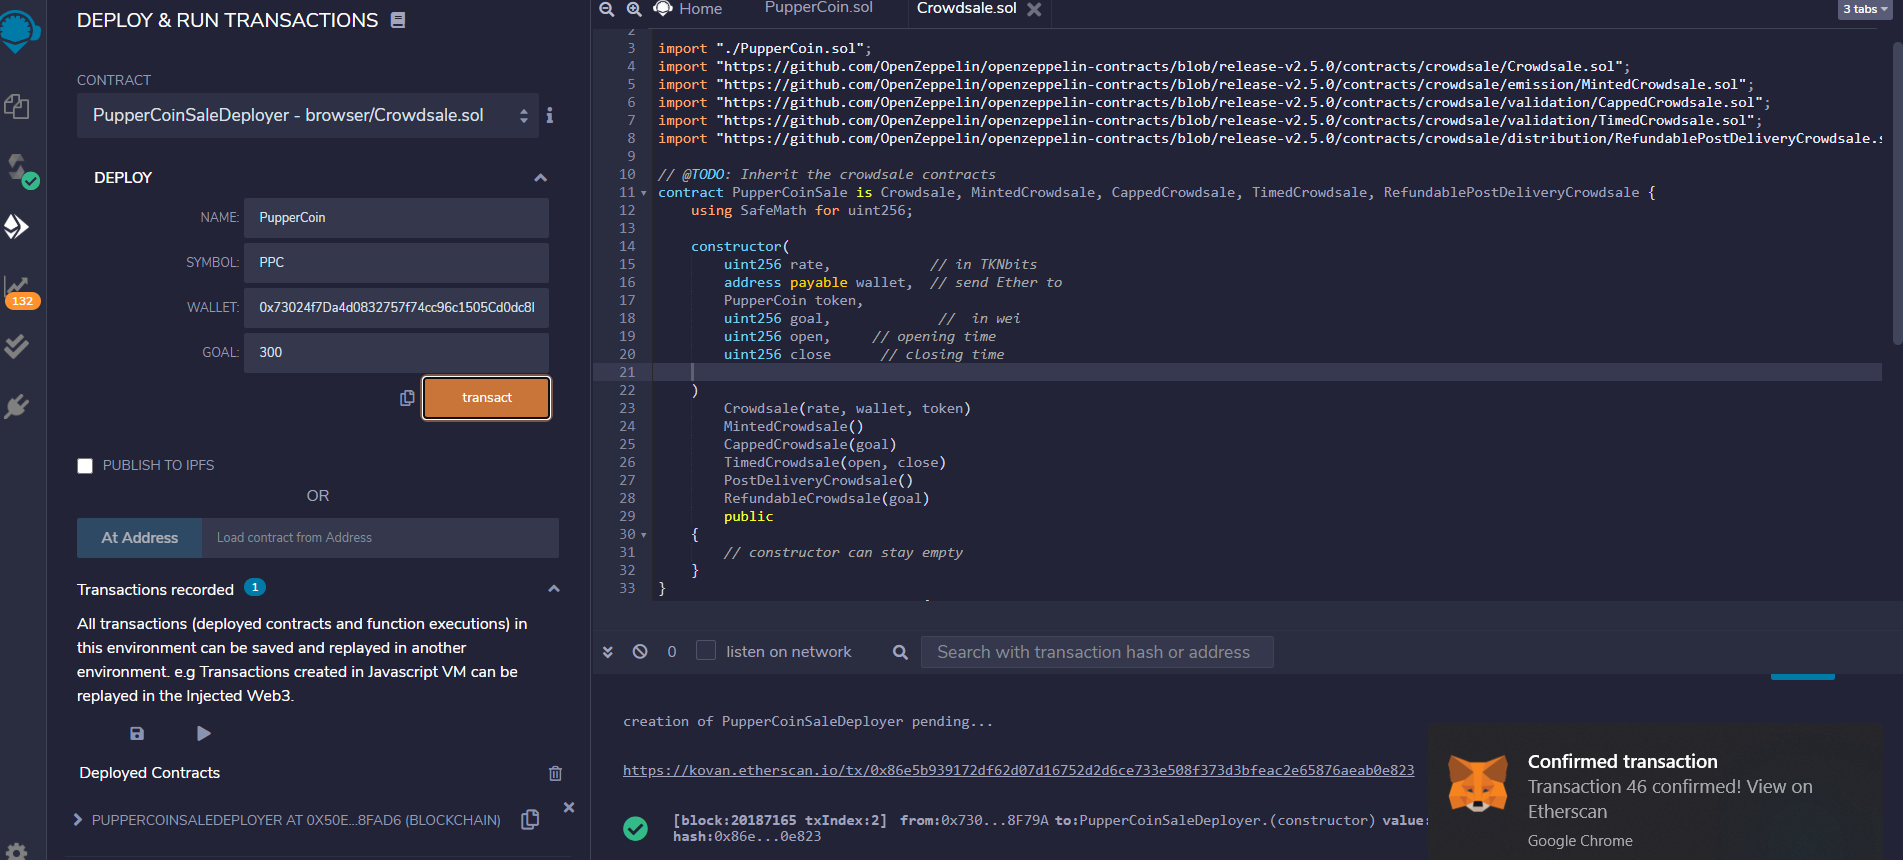 DEPLOY & RUN TRANSACTIONS
CONTRACT
PupperCoinSaleDeployer - browser/Crowdsale.sol
DEPLOY
NAME: PupperCoin
SYMBOL: PPC
WALLET: 0x73024f7Da4d0832757f74cc96c1505Cd0dc8
GOAL: 300
transact
PUBLISH TO IPFS
OR
At Address Load contract from Address
Transactions recorded 1
All transactions (deployed contracts and function executions) in
this environment can be saved and replayed in another
environment. e.g Transactions created in Javascript VM can be
replayed in the Injected Web3.
Deployed Contracts
PUPPERCOINSALEDEPLOYER AT 0X50E...8FAD6 (BLOCKCHAIN)
132
Home PupperCoin.sol Crowdsale.sol 3 tabs
2
3 import "./PupperCoin.sol";
4 import "https://github.com/OpenZeppelin/openzeppelin-contracts/blob/release-v2.5.0/contracts/crowdsale/Crowdsale.sol";
5 import "https://github.com/OpenZeppelin/openzeppelin-contracts/blob/release-v2.5.0/contracts/crowdsale/emission/MintedCrowdsale.sol";
6 import "https://github.com/OpenZeppelin/openzeppelin-contracts/blob/release-v2.5.0/contracts/crowdsale/validation/CappedCrowdsale.sol";
7 import "https://github.com/OpenZeppelin/openzeppelin-contracts/blob/release-v2.5.0/contracts/crowdsale/validation/TimedCrowdsale.sol";
8 import "https://github.com/OpenZeppelin/openzeppelin-contracts/blob/release-v2.5.0/contracts/crowdsale/distribution/RefundablePostDeliveryCrowdsale.s
9
10 // @TODO: Inherit the crowdsale contracts
11 contract PupperCoinSale is Crowdsale, MintedCrowdsale, CappedCrowdsale, TimedCrowdsale, RefundablePostDeliveryCrowdsale {
12 using SafeMath for uint256;
13
14 constructor(
15 uint256 rate, // in TKNbits
16 address payable wallet, // send Ether to
17 PupperCoin token,
18 uint256 goal, // in wei
19 uint256 open, // opening time
20 uint256 close // closing time
21
22 )
23 Crowdsale(rate, wallet, token)
24 MintedCrowdsale()
25 CappedCrowdsale(goal)
26 TimedCrowdsale(open, close)
27 PostDeliveryCrowdsale()
28 RefundableCrowdsale(goal)
29 public
30 {
31 // constructor can stay empty
32 }
33 }
0 listen on network Search with transaction hash or address
creation of PupperCoinSaleDeployer pending...
https://kovan.etherscan.io/tx/0x86e5b939172df62d07d16752d2d6ce733e508f373d3bfeac2e65876aeab0e823
[block:20187165 txIndex:2] from:0x730...8F79A to:PupperCoinSaleDeployer.(constructor) value:
hash:0x86e...0e823
Confirmed transaction
Transaction 46 confirmed! View on
Etherscan
Google Chrome